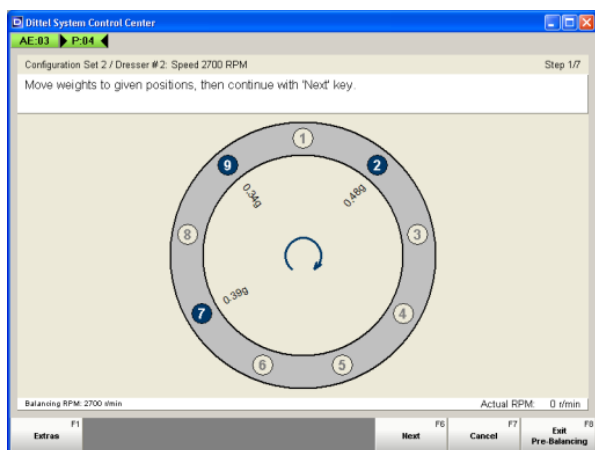 Dittel System Control Center
AE:03 P:04
Configuration Set 2 / Dresser #2: Speed 2700 RPM Step 1/7
Move weights to given positions, then continue with 'Next' key.
1
9 2
0.34g 0.48g
8 3
0.39g
7 4
6 5
Balancing RPM: 2700 r/min Actual RPM: 0 r/min
F1 F6 F7 F8
Extras Next Cancel Exit
Pre-Balancing